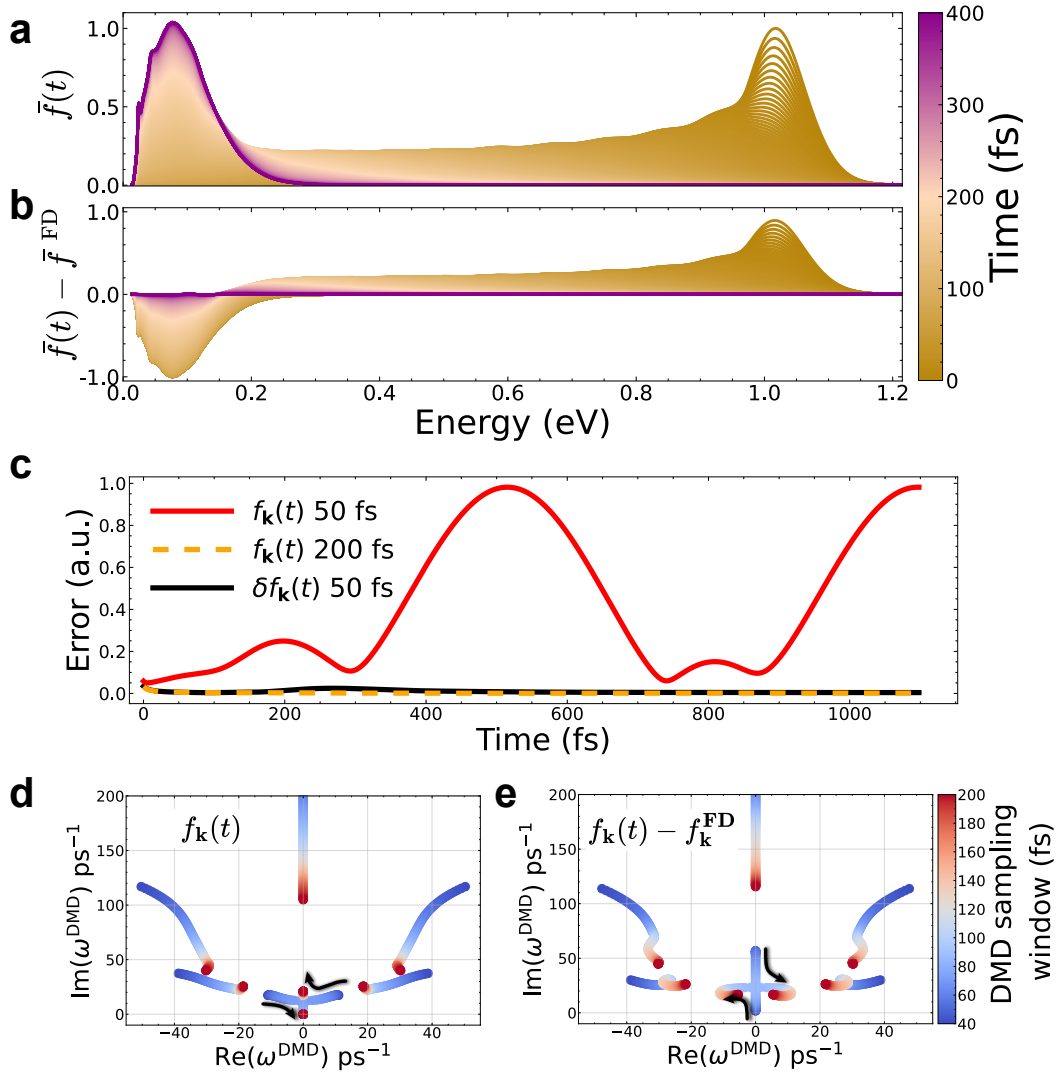 a
1.0
0.5
0.0
f̄(t)
b
1.0
0.0
-1.0
f̄(t) − f̄ FD
0.0 0.2 0.4 0.6 0.8 1.0 1.2
Energy (eV)
400
300
200
100
0
Time (fs)
c
1.0
0.8
0.6
0.4
0.2
0.0
Error (a.u.)
fk(t) 50 fs
fk(t) 200 fs
δfk(t) 50 fs
0 200 400 600 800 1000
Time (fs)
d
200
150
100
50
0
Im(ωDMD) ps−1
fk(t)
−40 −20 0 20 40
Re(ωDMD) ps−1
e
200
150
100
50
0
Im(ωDMD) ps−1
fk(t) − fkFD
−40 −20 0 20 40
Re(ωDMD) ps−1
200
180
160
140
120
100
80
60
40
DMD sampling
window (fs)